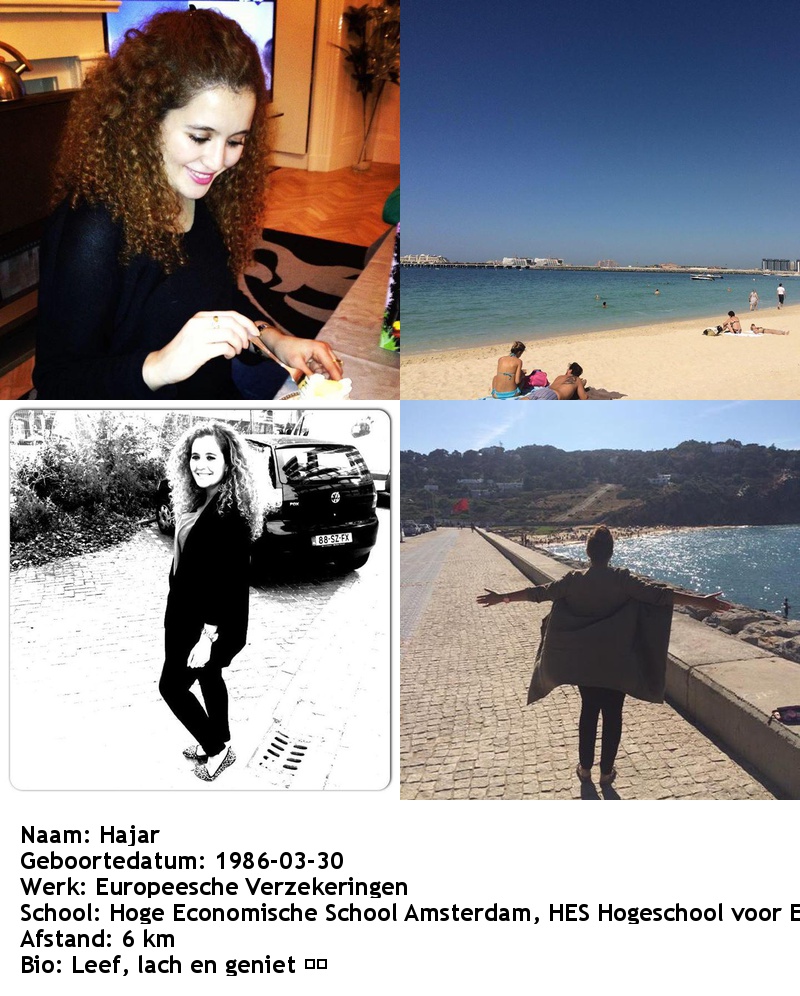 88-SZ-FX
Naam: Hajar
Geboortedatum: 1986-03-30
Werk: Europeesche Verzekeringen
School: Hoge Economische School Amsterdam, HES Hogeschool voor E
Afstand: 6 km
Bio: Leef, lach en geniet